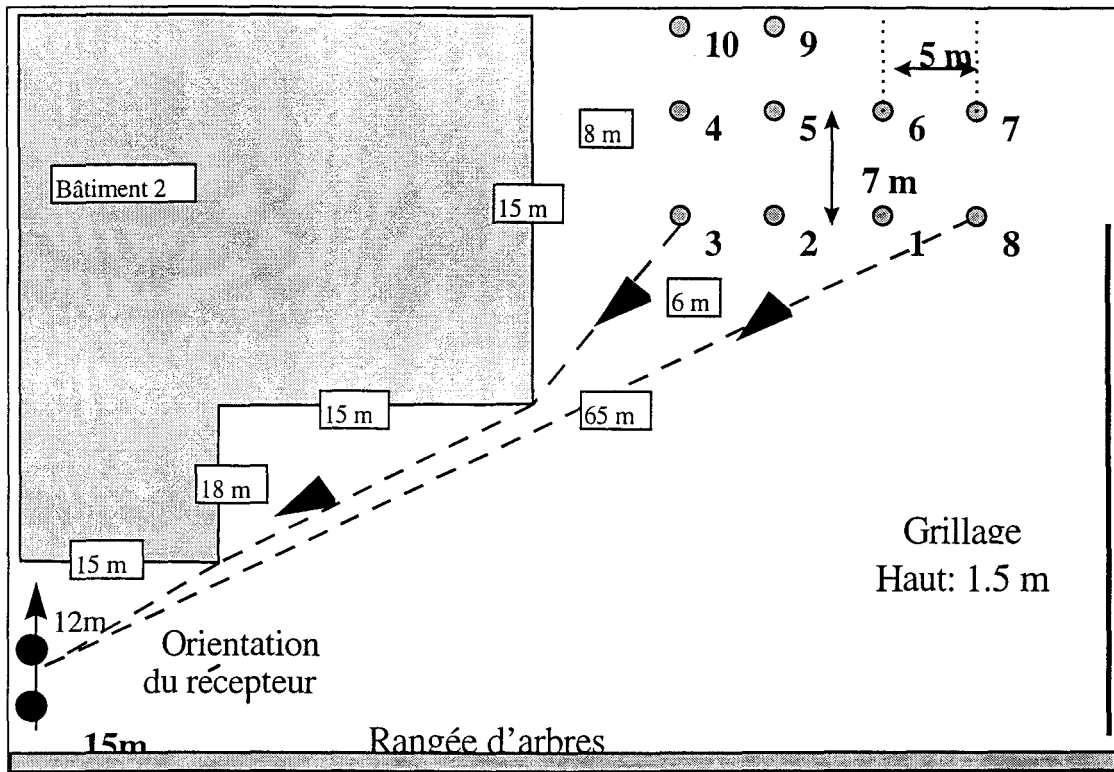 10 9
5 m
8 m 4 5 6 7
Bâtiment 2
15 m 7 m
3 2 1 8
6 m
15 m 65 m
18 m
Grillage
15 m Haut: 1.5 m
12m
Orientation
du récepteur
15m Rangée d'arbres